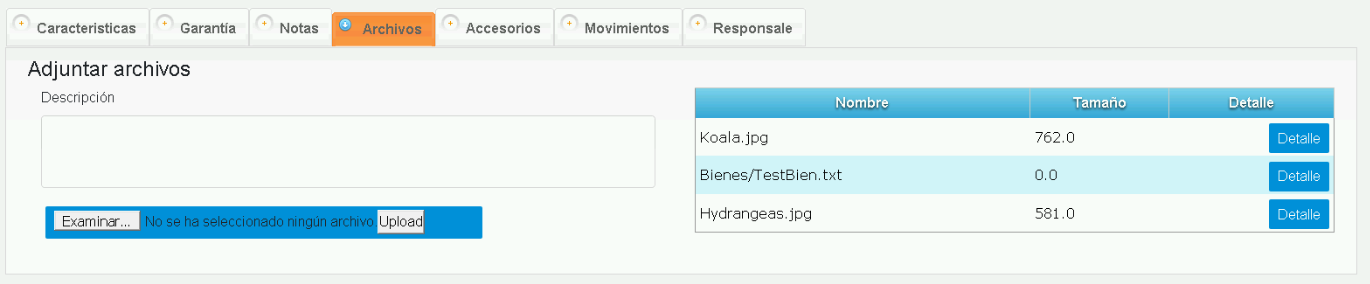 Caracteristicas Garantía Notas Archivos Accesorios Movimientos Responsale
Adjuntar archivos
Descripción
Examinar... No se ha seleccionado ningún archivo. Upload
Nombre Tamaño Detalle
Koala.jpg 762.0 Detalle
Bienes/TestBien.txt 0.0 Detalle
Hydrangeas.jpg 581.0 Detalle